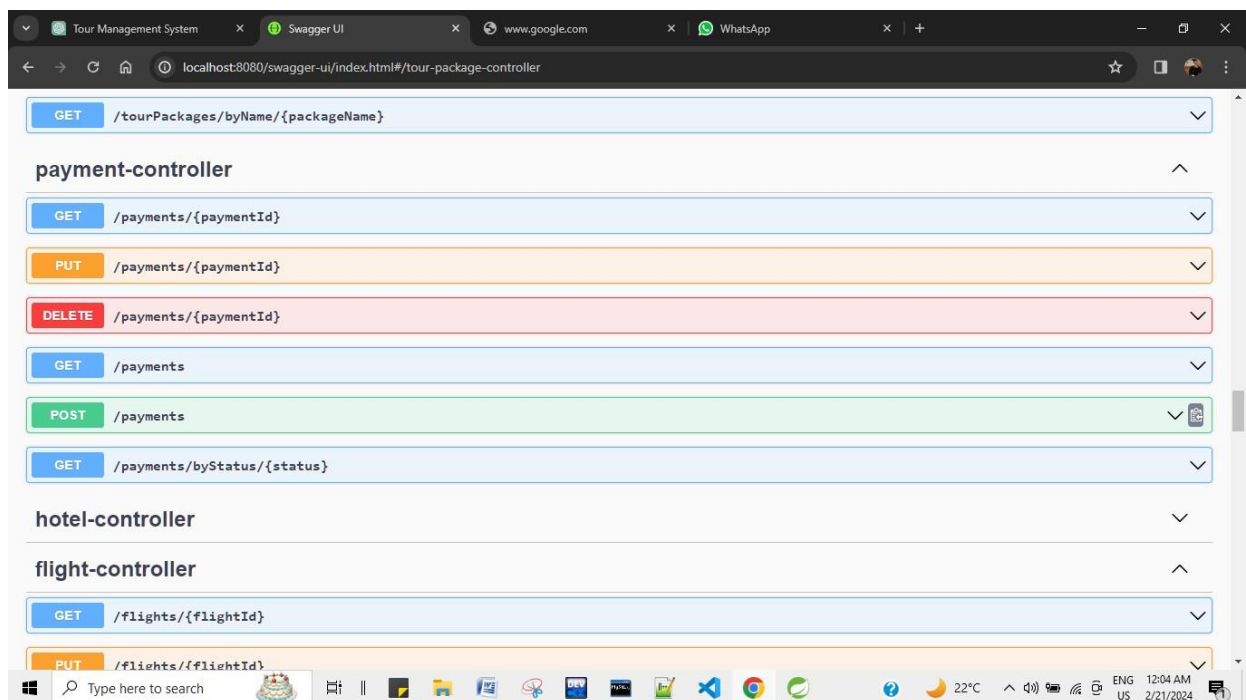 Tour Management System
Swagger UI
www.google.com
WhatsApp
localhost:8080/swagger-ui/index.html#/tour-package-controller
GET /tourPackages/byName/{packageName}
payment-controller
GET /payments/{paymentId}
PUT /payments/{paymentId}
DELETE /payments/{paymentId}
GET /payments
POST /payments
GET /payments/byStatus/{status}
hotel-controller
flight-controller
GET /flights/{flightId}
PUT /flights/{flightId}
Type here to search
DEV
22°C
ENG
US
12:04 AM
2/21/2024